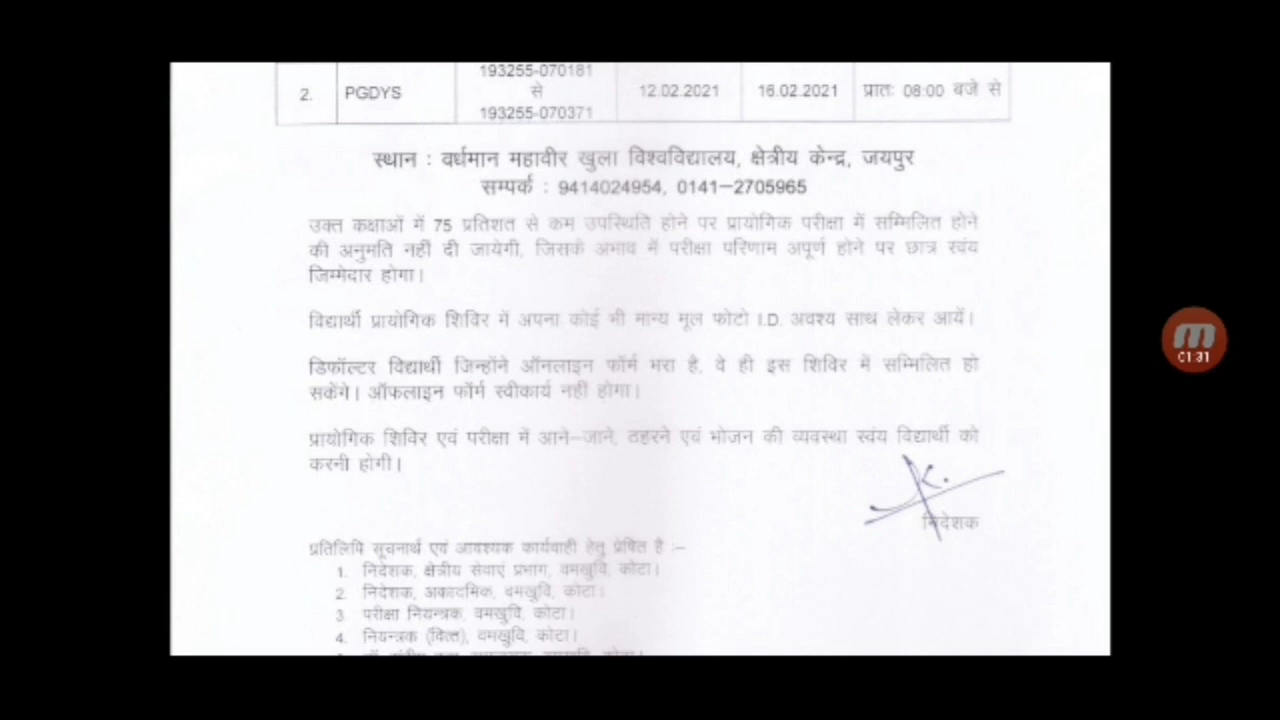 193255-070181
2. PGDYS से 12.02.2021 16.02.2021 प्रातः 08:00 बजे से
193255-070371
स्थान : वर्धमान महावीर खुला विश्वविद्यालय, क्षेत्रीय केन्द्र, जयपुर
सम्पर्क : 9414024954, 0141–2705965
उक्त कक्षाओं में 75 प्रतिशत से कम उपस्थिति होने पर प्रायोगिक परीक्षा में सम्मिलित होने
की अनुमति नहीं दी जायेगी, जिसके अभाव में परीक्षा परिणाम अपूर्ण होने पर छात्र स्वंय
जिम्मेदार होगा।
विद्यार्थी प्रायोगिक शिविर में अपना कोई भी मान्य मूल फोटो I.D. अवश्य साथ लेकर आयें।
डिफॉल्टर विद्यार्थी जिन्होंने ऑनलाइन फॉर्म भरा है, वे ही इस शिविर में सम्मिलित हो
सकेंगे। ऑफलाइन फॉर्म स्वीकार्य नहीं होगा।
प्रायोगिक शिविर एवं परीक्षा में आने–जाने, ठहरने एवं भोजन की व्यवस्था स्वंय विद्यार्थी को
करनी होगी।
निदेशक
प्रतिलिपि सूचनार्थ एवं आवश्यक कार्यवाही हेतु प्रेषित है :–
1. निदेशक, क्षेत्रीय सेवाएं प्रभाग, वमखुवि, कोटा।
2. निदेशक, अकादमिक, वमखुवि, कोटा।
3. परीक्षा नियन्त्रक, वमखुवि, कोटा।
4. नियन्त्रक (वित्त), वमखुवि, कोटा।
01:31